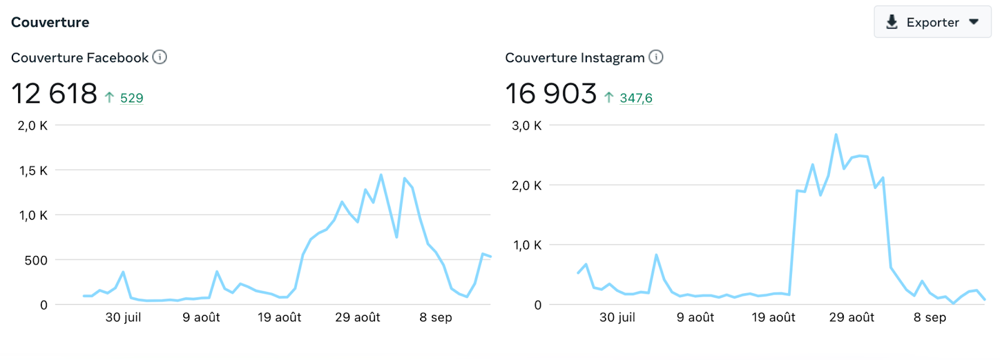 Couverture
Exporter
Couverture Facebook
12 618 ↑ 529
2,0 K
1,5 K
1,0 K
500
0
30 juil 9 août 19 août 29 août 8 sep
Couverture Instagram
16 903 ↑ 347,6
3,0 K
2,0 K
1,0 K
0
30 juil 9 août 19 août 29 août 8 sep